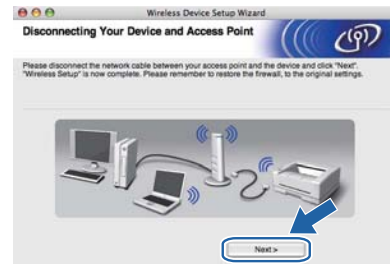 Wireless Device Setup Wizard
Disconnecting Your Device and Access Point
Please disconnect the network cable between your access point and the device and click "Next".
"Wireless Setup" is now complete. Please remember to restore the firewall, to the original settings.
Next >